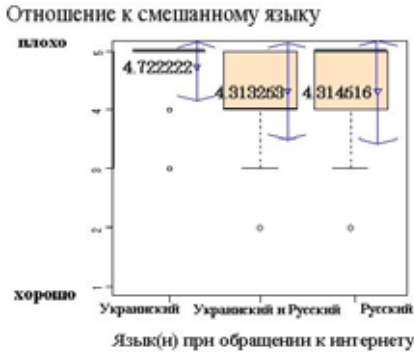 Отношение к смешанному языку
плохо
5
4.722222
4.313253
4.314516
4
3
2
1
хорошо
Украинский Украинский и Русский Русский
Язык(и) при обращении к интернету